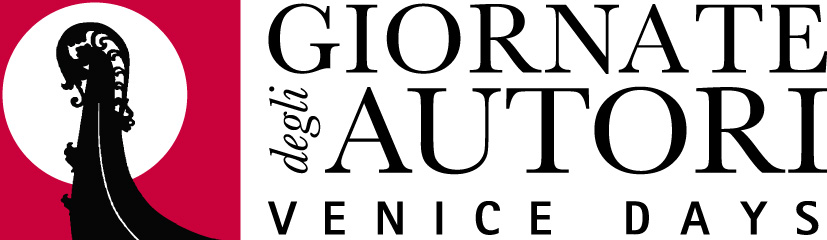 GIORNATE
degli
AUTORI
VENICE DAYS